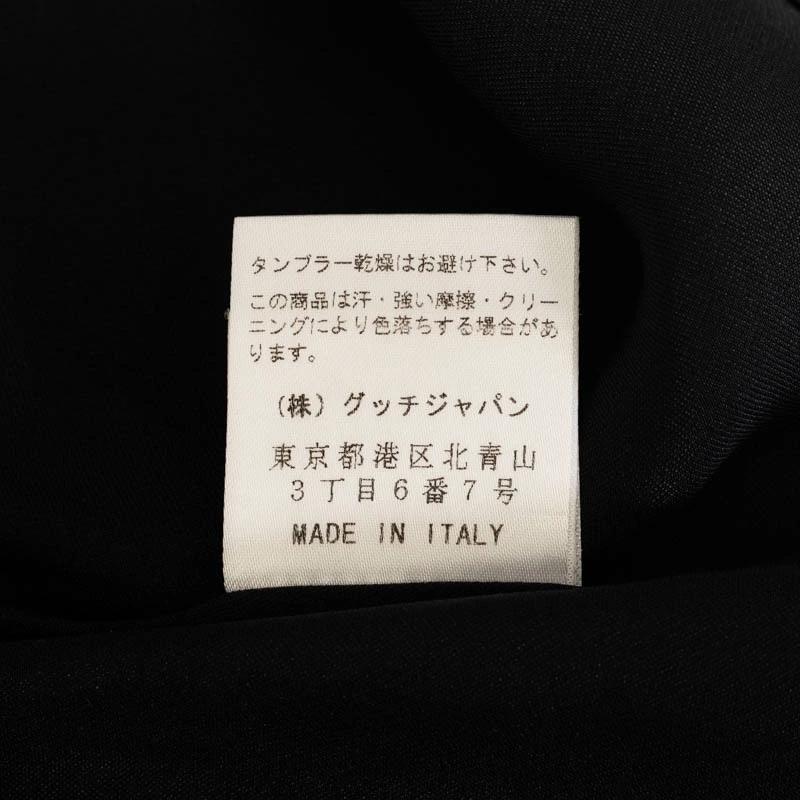 タンブラー乾燥はお避け下さい。
この商品は汗・強い摩擦・クリー
ニングにより色落ちする場合があ
ります。
(株) グッチジャパン
東京都港区北青山
3丁目6番7号
MADE IN ITALY